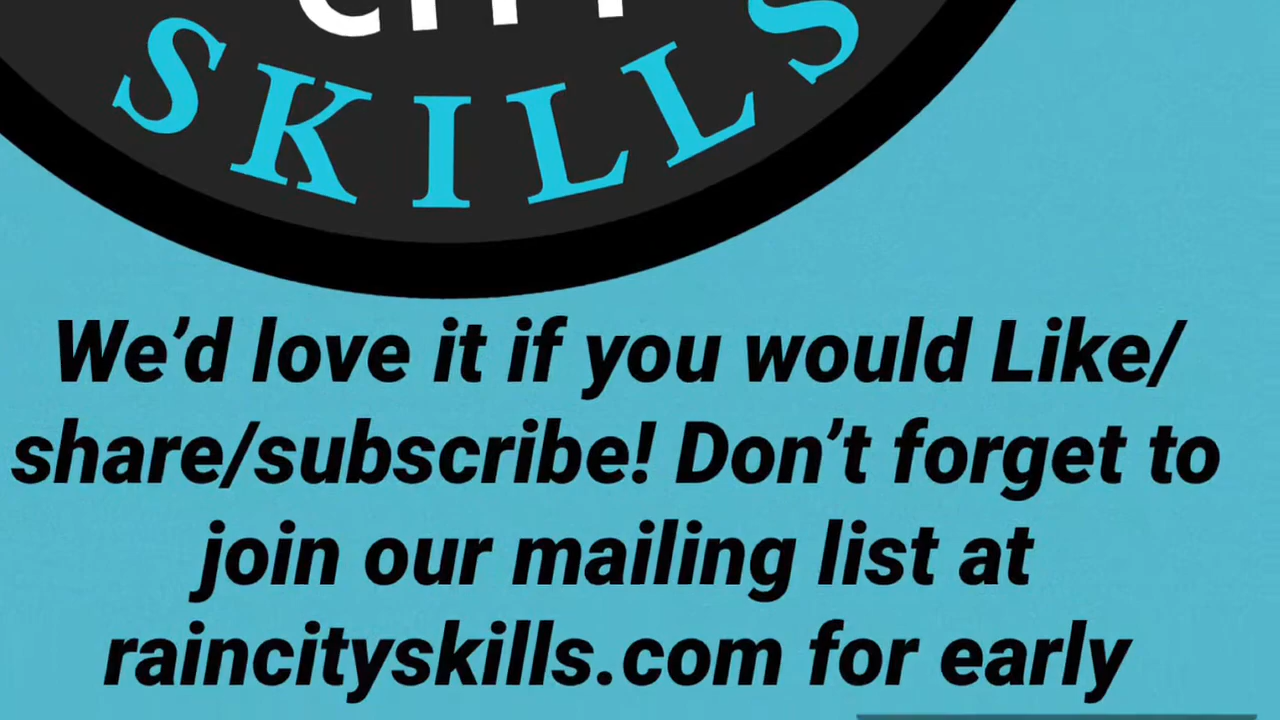 CITY
SKILLS
We’d love it if you would Like/
share/subscribe! Don’t forget to
join our mailing list at
raincityskills.com for early